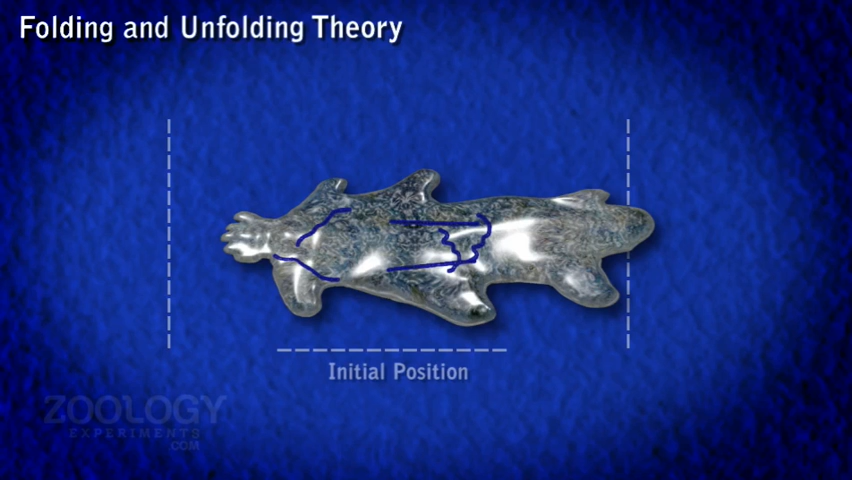 Folding and Unfolding Theory
Initial Position
ZOOLOGY
EXPERIMENTS
.COM